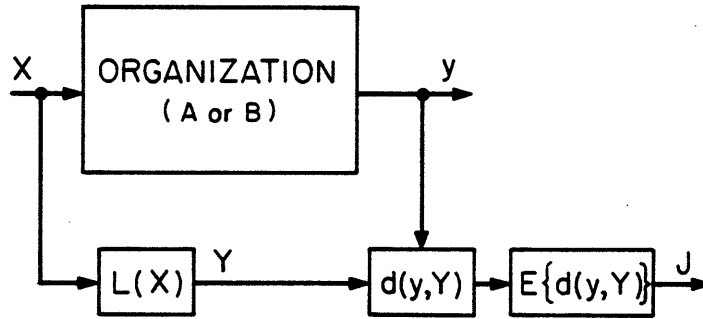 X
ORGANIZATION
(A or B)
y
L(X)
Y
d(y,Y)
E{d(y,Y)}
J